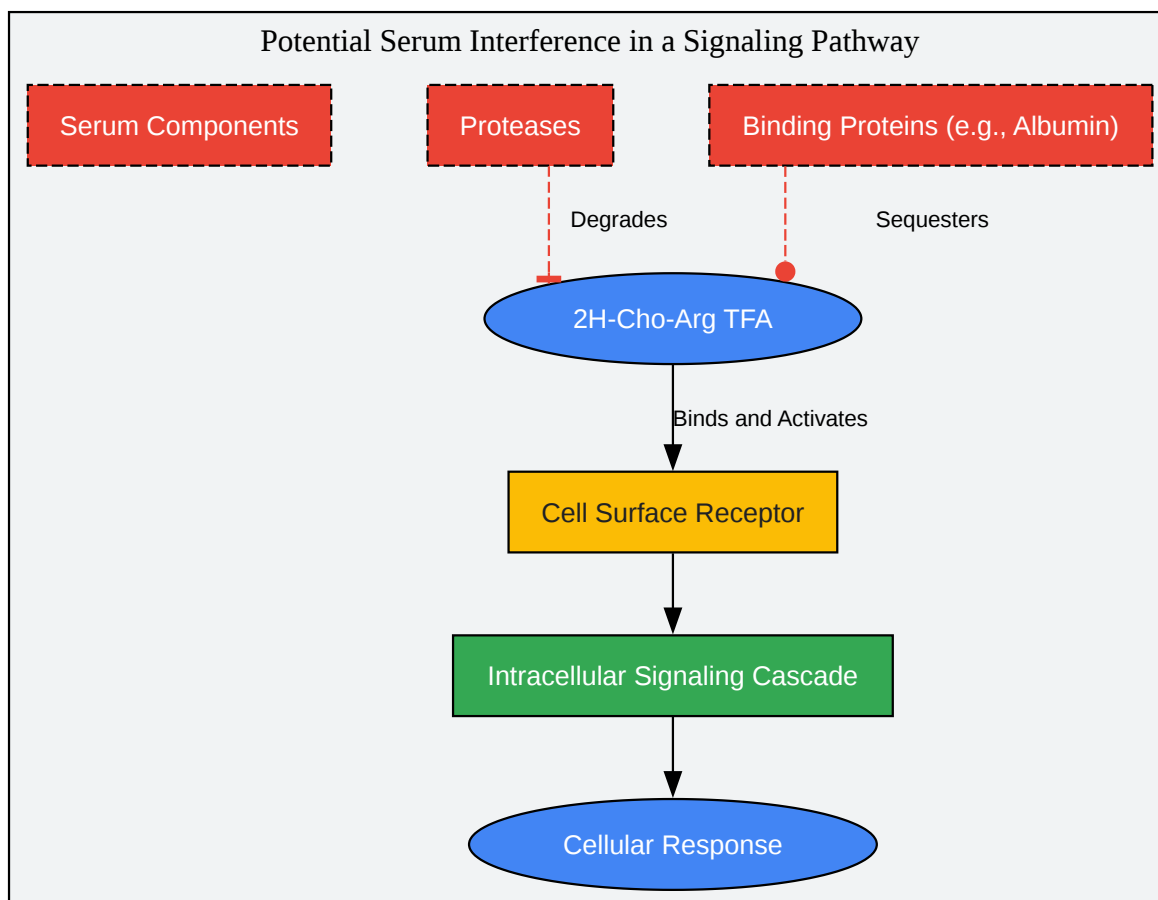 Potential Serum Interference in a Signaling Pathway
Serum Components
Proteases
Binding Proteins (e.g., Albumin)
Degrades
Sequesters
2H-Cho-Arg TFA
Binds and Activates
Cell Surface Receptor
Intracellular Signaling Cascade
Cellular Response